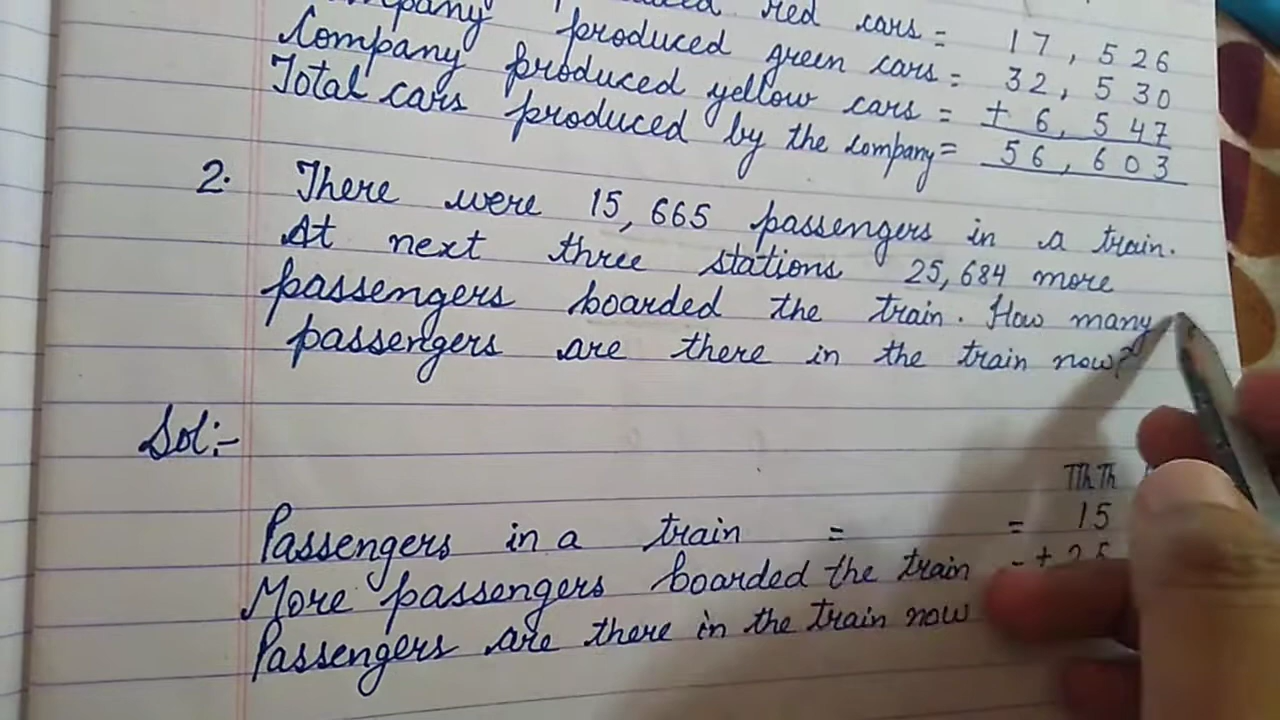 red cars = 17,526
Company produced green cars = 32,530
Company produced yellow cars = + 6,547
Total cars produced by the company = 56,603
2. There were 15,665 passengers in a train.
At next three stations 25,684 more
passengers boarded the train. How many
passengers are there in the train now?
Sol:-
TTh Th
Passengers in a train = = 15
More passengers boarded the train = + 25
Passengers are there in the train now